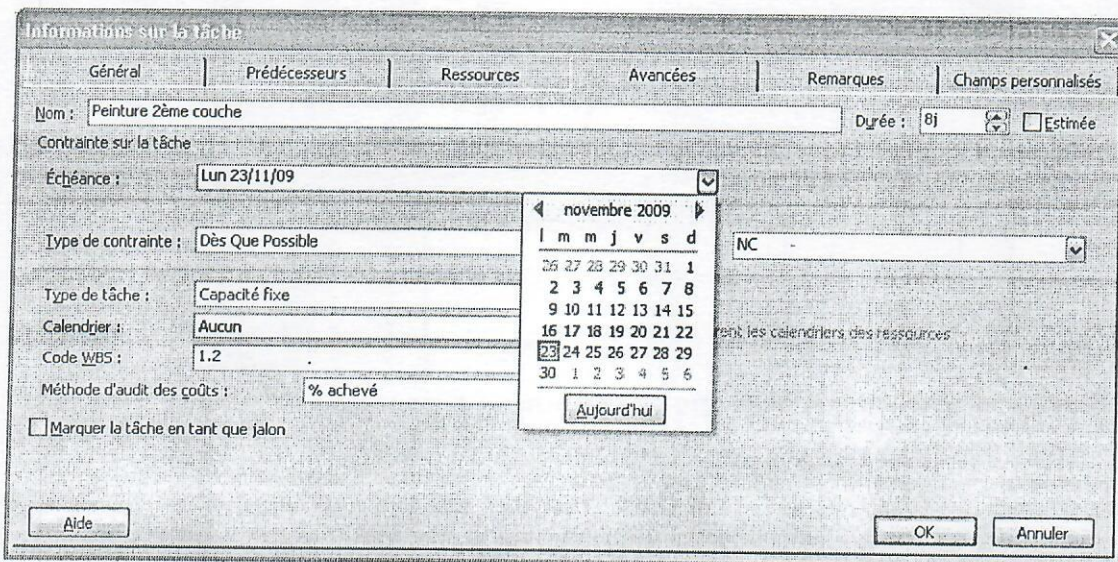 Informations sur la tâche
Général Prédécesseurs Ressources Avancées Remarques Champs personnalisés
Nom : Peinture 2ème couche Durée : 8j Estimée
Contrainte sur la tâche
Échéance : Lun 23/11/09
novembre 2009
l m m j v s d
Type de contrainte : Dès Que Possible NC
26 27 28 29 30 31 1
2 3 4 5 6 7 8
Type de tâche : Capacité fixe
9 10 11 12 13 14 15
Calendrier : Aucun
16 17 18 19 20 21 22
les calendriers des ressources
Code WBS : 1.2
23 24 25 26 27 28 29
30 1 2 3 4 5 6
Méthode d'audit des coûts : % achevé
Aujourd'hui
Marquer la tâche en tant que jalon
Aide OK Annuler